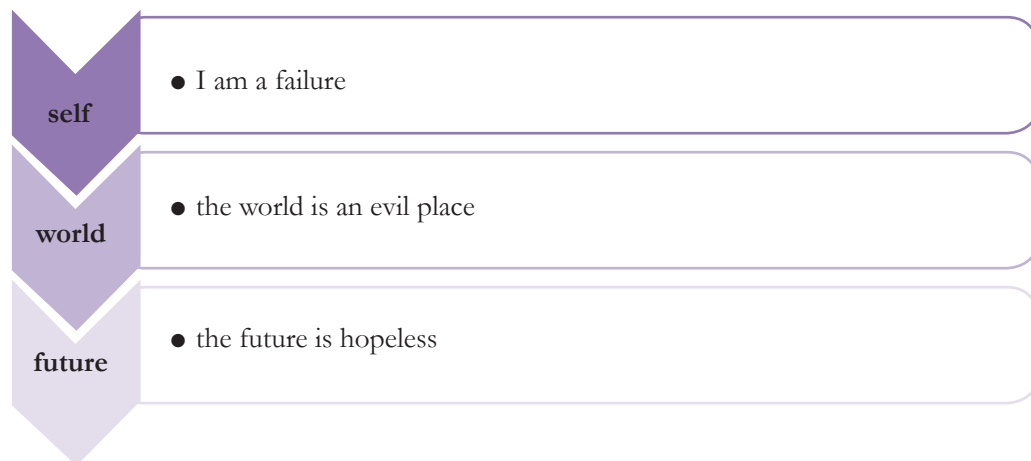 self
● I am a failure
world
● the world is an evil place
future
● the future is hopeless